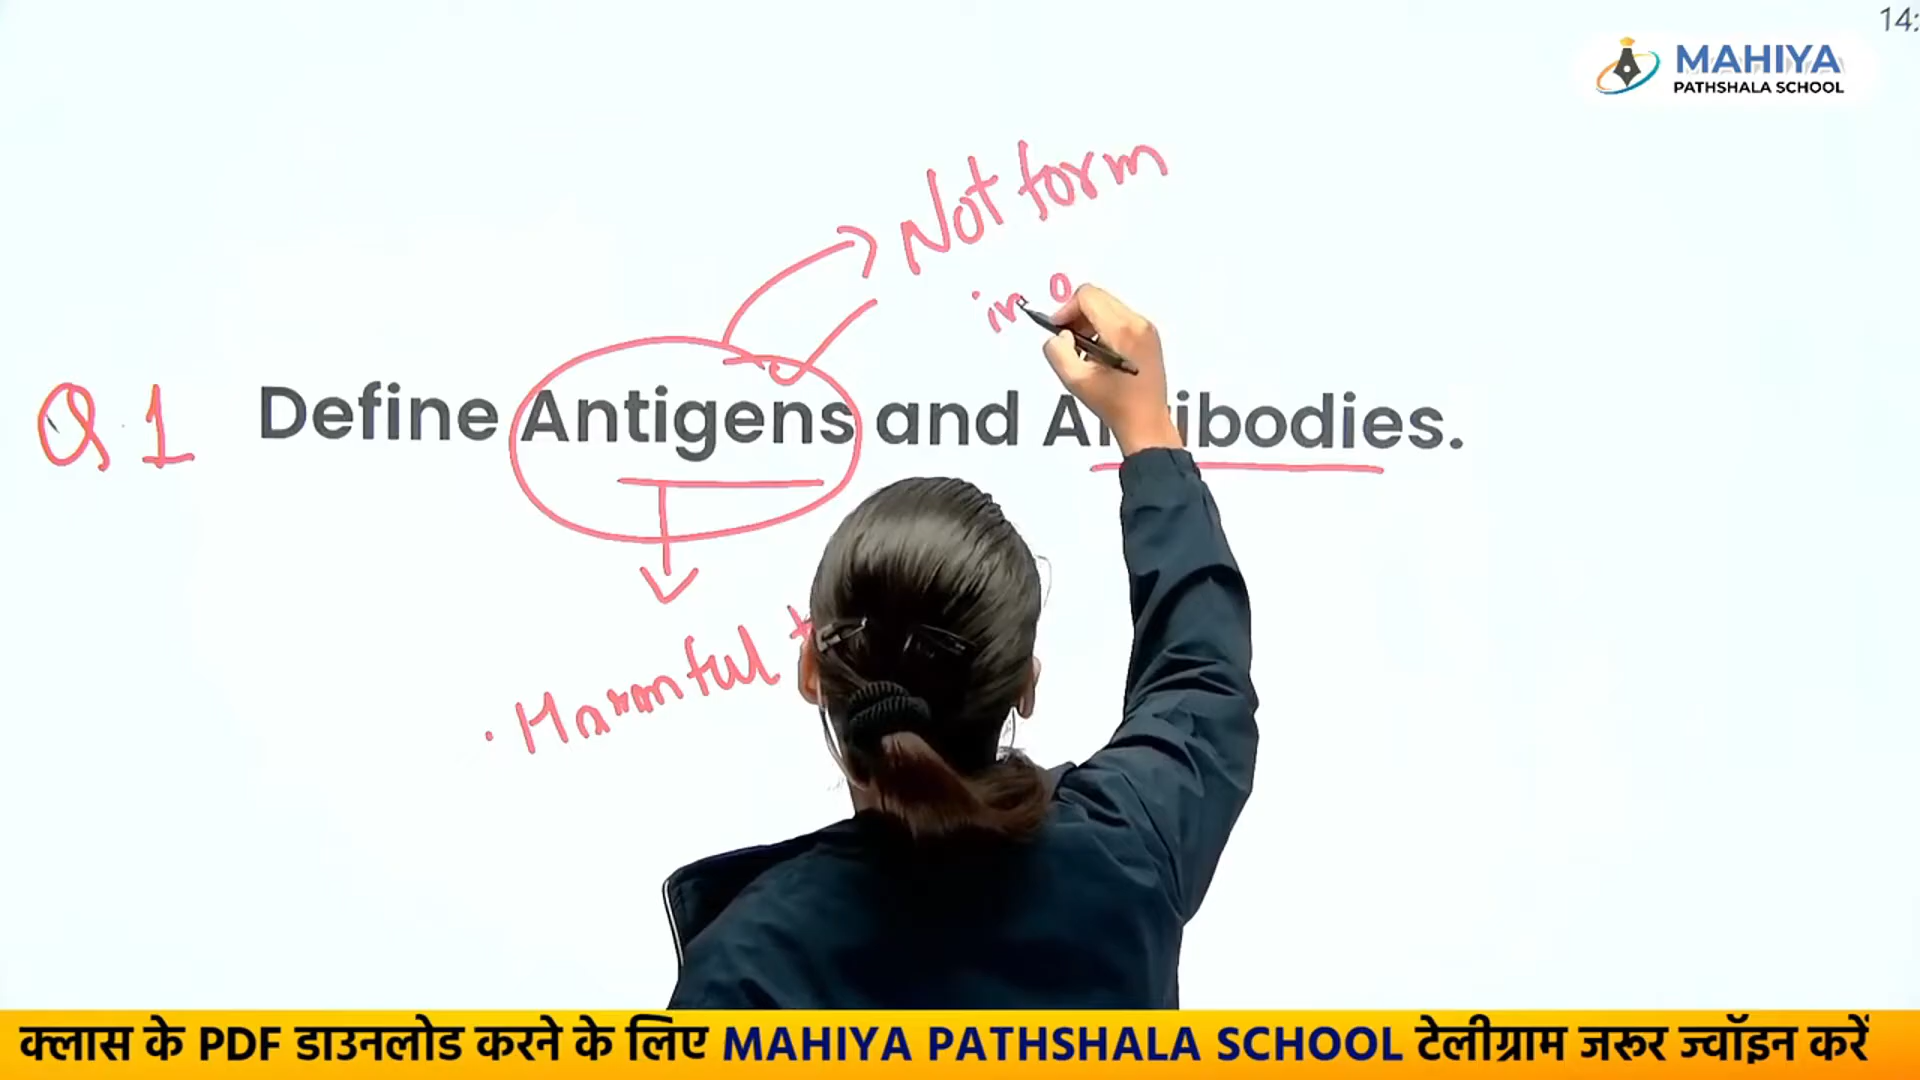 14:
MAHIYA
PATHSHALA SCHOOL
Not form
in o
Q.1 Define Antigens and Antibodies.
. Harmful t
क्लास के PDF डाउनलोड करने के लिए MAHIYA PATHSHALA SCHOOL टेलीग्राम जरूर ज्वॉइन करें